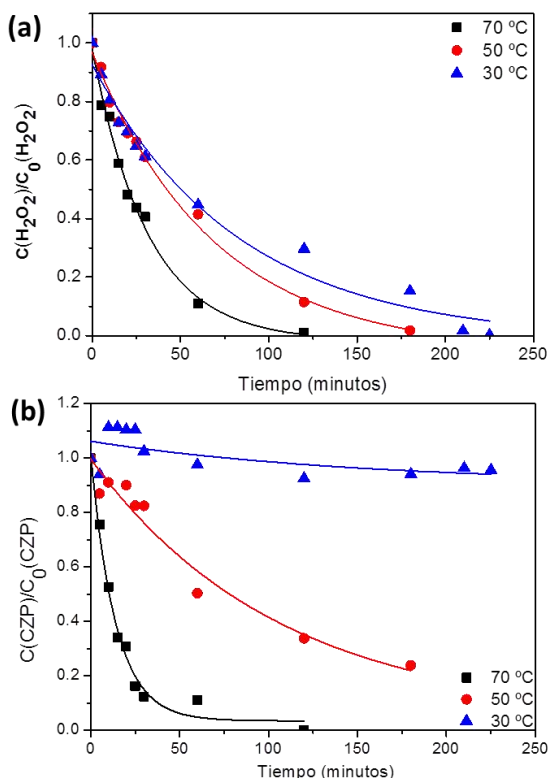 (a)
1.0
0.8
0.6
0.4
0.2
0.0
C(H₂O₂)/C₀(H₂O₂)
70 ºC
50 ºC
30 ºC
0
50
100
150
200
250
Tiempo (minutos)
(b)
1.2
1.0
0.8
0.6
0.4
0.2
0.0
C(CZP)/C₀(CZP)
70 ºC
50 ºC
30 ºC
0
50
100
150
200
250
Tiempo (minutos)